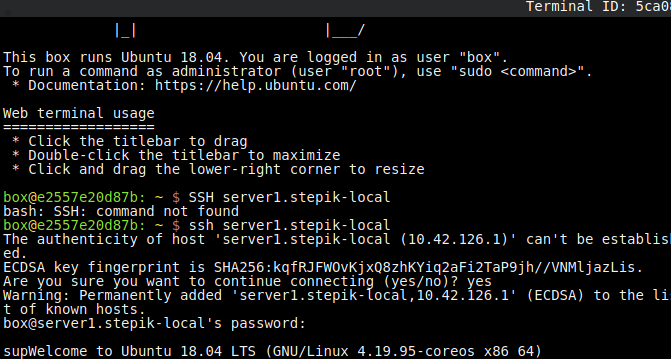 Terminal ID: 5ca0
|_| |___/
This box runs Ubuntu 18.04. You are logged in as user "box".
To run a command as administrator (user "root"), use "sudo <command>".
* Documentation: https://help.ubuntu.com/
Web terminal usage
==================
* Click the titlebar to drag
* Double-click the titlebar to maximize
* Click and drag the lower-right corner to resize
box@e2557e20d87b: ~ $ SSH server1.stepik-local
bash: SSH: command not found
box@e2557e20d87b: ~ $ ssh server1.stepik-local
The authenticity of host 'server1.stepik-local (10.42.126.1)' can't be establish
ed.
ECDSA key fingerprint is SHA256:kqfRJFWOvKjxQ8zhKYiq2aFi2TaP9jh//VNMljazLis.
Are you sure you want to continue connecting (yes/no)? yes
Warning: Permanently added 'server1.stepik-local,10.42.126.1' (ECDSA) to the lis
t of known hosts.
box@server1.stepik-local's password:
supWelcome to Ubuntu 18.04 LTS (GNU/Linux 4.19.95-coreos x86_64)